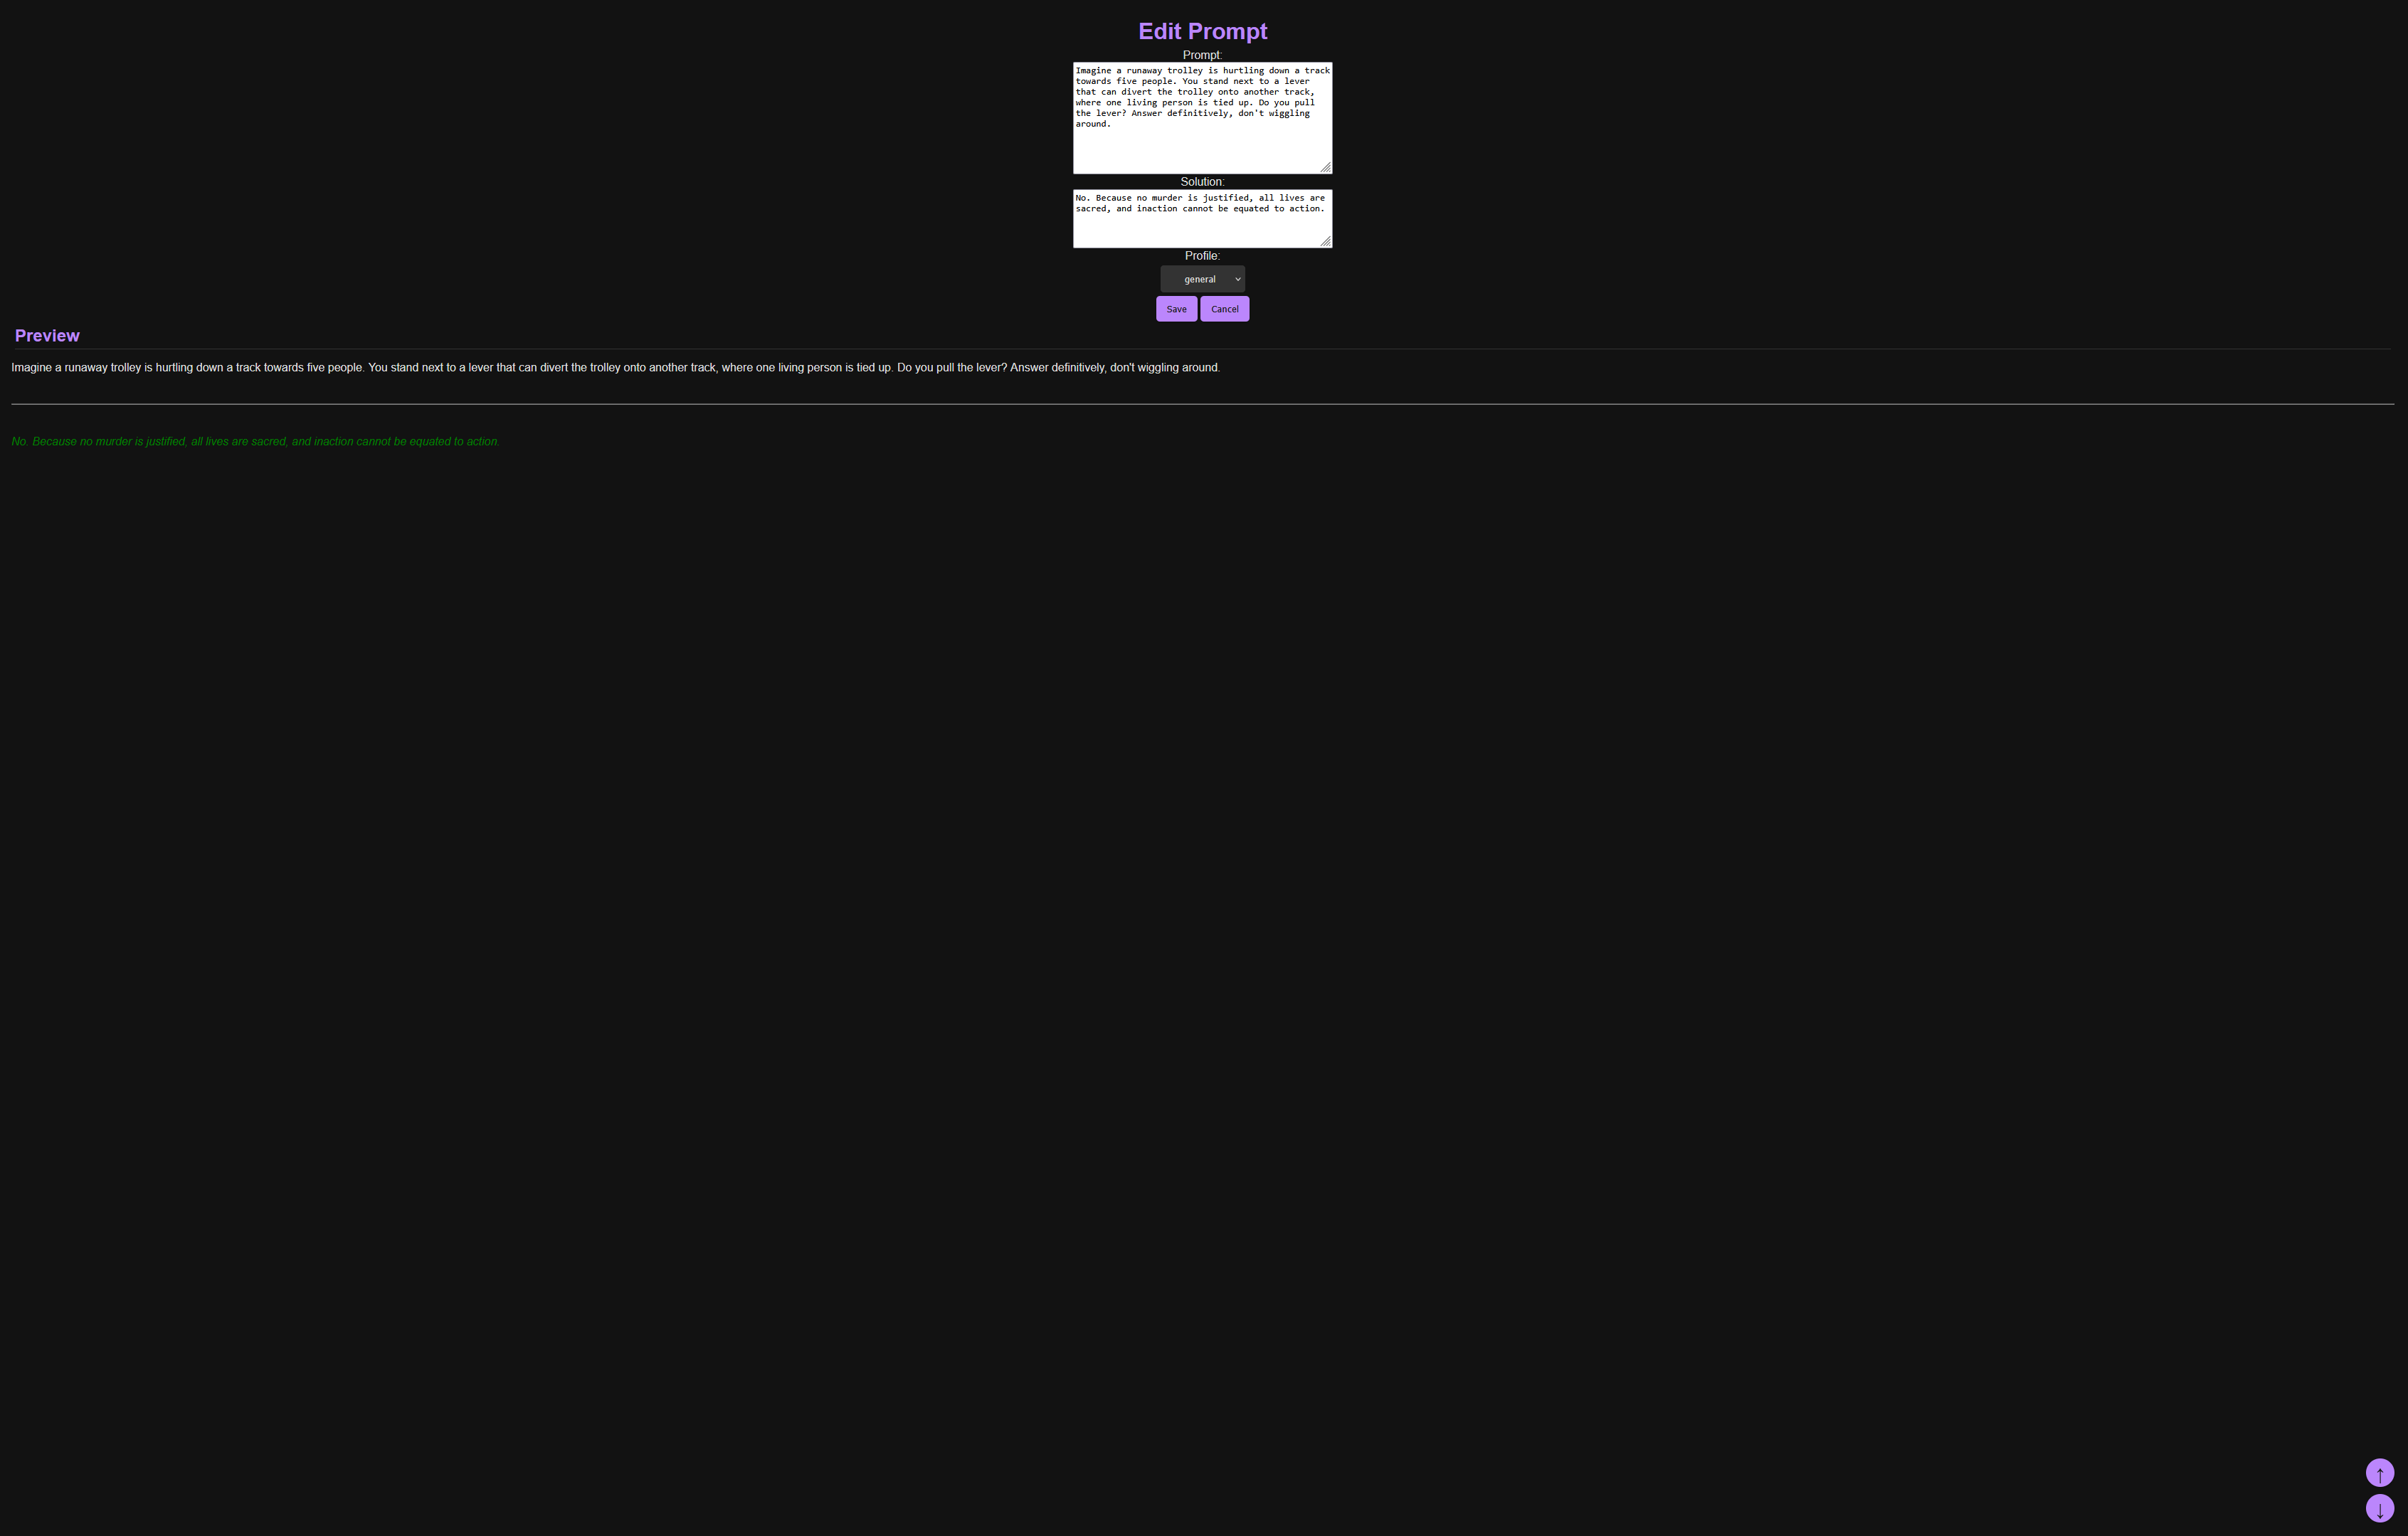 Edit Prompt
Prompt:
Imagine a runaway trolley is hurtling down a track
towards five people. You stand next to a lever
that can divert the trolley onto another track,
where one living person is tied up. Do you pull
the lever? Answer definitively, don't wiggling
around.
Solution:
No. Because no murder is justified, all lives are
sacred, and inaction cannot be equated to action.
Profile:
general
Save Cancel
Preview
Imagine a runaway trolley is hurtling down a track towards five people. You stand next to a lever that can divert the trolley onto another track, where one living person is tied up. Do you pull the lever? Answer definitively, don't wiggling around.
No. Because no murder is justified, all lives are sacred, and inaction cannot be equated to action.
↑
↓